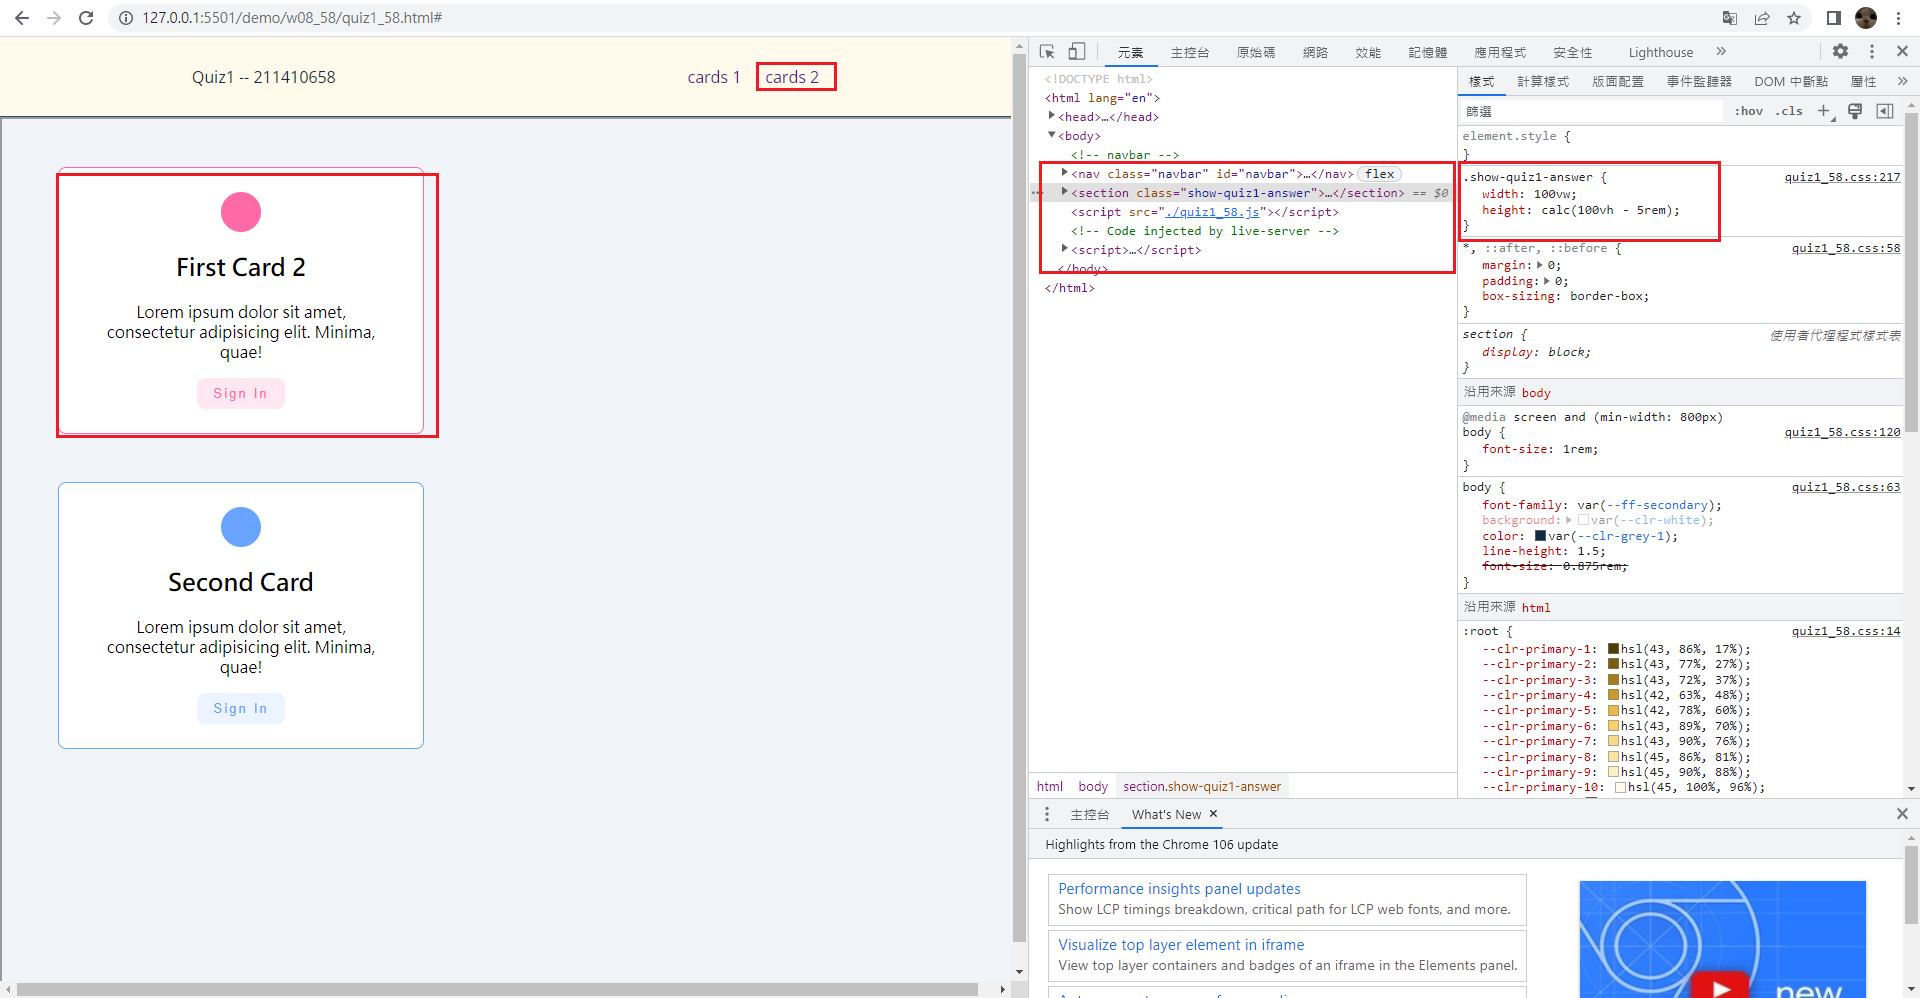 127.0.0.1:5501/demo/w08_58/quiz1_58.html#
Quiz1 -- 211410658
cards 1
cards 2
First Card 2
Lorem ipsum dolor sit amet,
consectetur adipisicing elit. Minima,
quae!
Sign In
Second Card
Lorem ipsum dolor sit amet,
consectetur adipisicing elit. Minima,
quae!
Sign In
元素 主控台 原始碼 網路 效能 記憶體 應用程式 安全性 Lighthouse »
<!DOCTYPE html>
<html lang="en">
<head>…</head>
<body>
<!-- navbar -->
<nav class="navbar" id="navbar">…</nav> flex
<section class="show-quiz1-answer">…</section> == $0
<script src="./quiz1_58.js"></script>
<!-- Code injected by live-server -->
<script>…</script>
</body>
</html>
html body section.show-quiz1-answer
樣式 計算樣式 版面配置 事件監聽器 DOM 中斷點 屬性 »
篩選 :hov .cls +
element.style {
}
.show-quiz1-answer { quiz1_58.css:217
width: 100vw;
height: calc(100vh - 5rem);
}
*, ::after, ::before { quiz1_58.css:58
margin: 0;
padding: 0;
box-sizing: border-box;
}
section { 使用者代理程式樣式表
display: block;
}
沿用來源 body
@media screen and (min-width: 800px)
body { quiz1_58.css:120
font-size: 1rem;
}
body { quiz1_58.css:63
font-family: var(--ff-secondary);
background: var(--clr-white);
color: var(--clr-grey-1);
line-height: 1.5;
font-size: 0.875rem;
}
沿用來源 html
:root { quiz1_58.css:14
--clr-primary-1: hsl(43, 86%, 17%);
--clr-primary-2: hsl(43, 77%, 27%);
--clr-primary-3: hsl(43, 72%, 37%);
--clr-primary-4: hsl(42, 63%, 48%);
--clr-primary-5: hsl(42, 78%, 60%);
--clr-primary-6: hsl(43, 89%, 70%);
--clr-primary-7: hsl(43, 90%, 76%);
--clr-primary-8: hsl(45, 86%, 81%);
--clr-primary-9: hsl(45, 90%, 88%);
--clr-primary-10: hsl(45, 100%, 96%);
主控台 What's New ×
Highlights from the Chrome 106 update
Performance insights panel updates
Show LCP timings breakdown, critical path for LCP web fonts, and more.
Visualize top layer element in iframe
View top layer containers and badges of an iframe in the Elements panel.
new